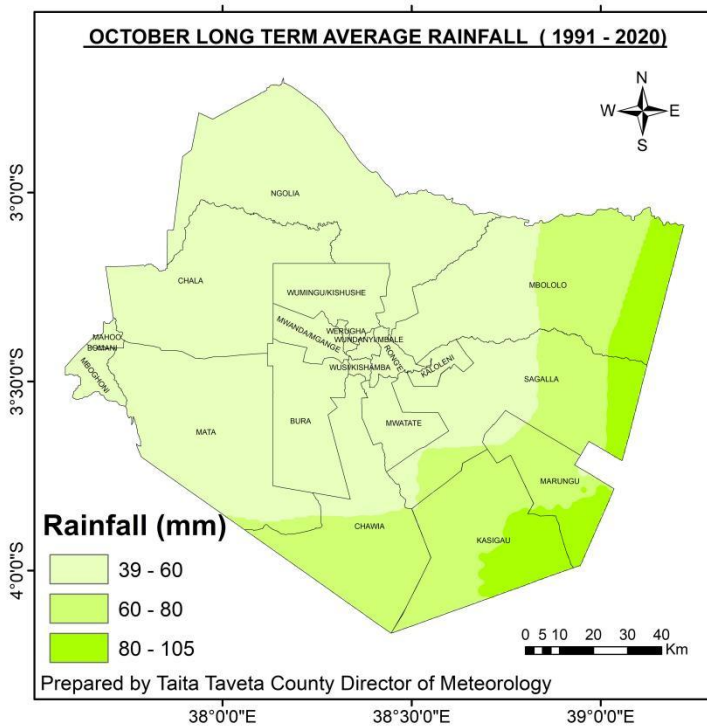 OCTOBER LONG TERM AVERAGE RAINFALL ( 1991 - 2020)
N
W E
S
3°0'0"S
NGOLIA
CHALA
MBOLOLO
WUMINGU/KISHUSHE
MWANDA/MGANGE
WERUGHA
WUNDANYI/MBALE
MAHOO
BOMANI
MBOGHONI
RONG'E
KALOLENI
WUSI/KISHAMBA
3°30'0"S
SAGALLA
MATA
BURA
MWATATE
MARUNGU
CHAWIA
KASIGAU
4°0'0"S
Rainfall (mm)
39 - 60
60 - 80
80 - 105
0 5 10 20 30 40
Km
Prepared by Taita Taveta County Director of Meteorology
38°0'0"E 38°30'0"E 39°0'0"E